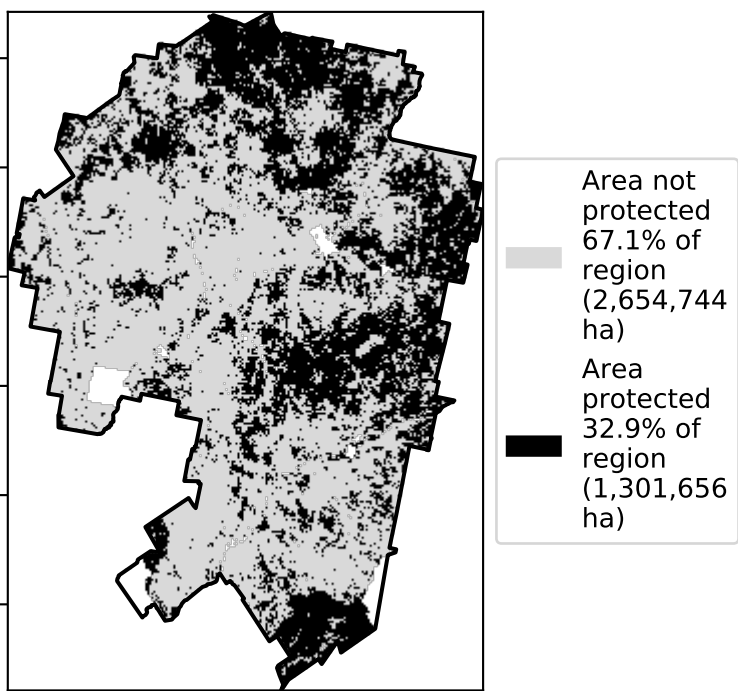 Area not
protected
67.1% of
region
(2,654,744
ha)
Area
protected
32.9% of
region
(1,301,656
ha)